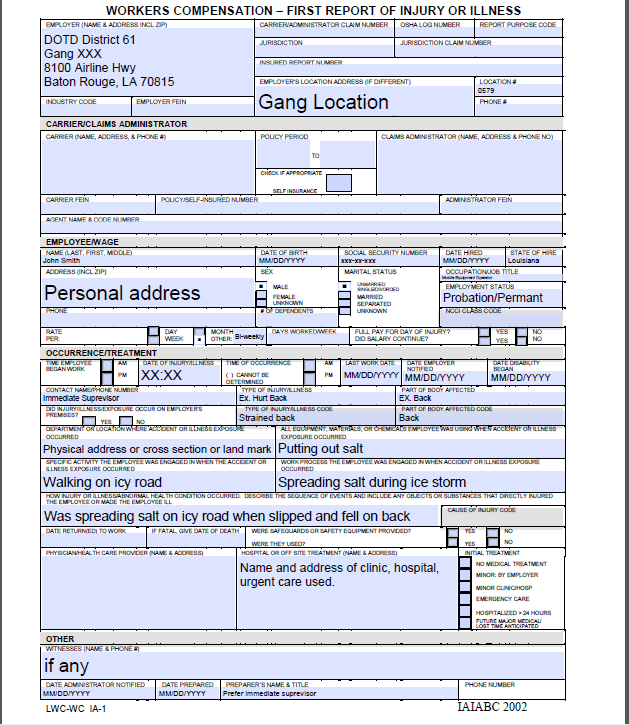 WORKERS COMPENSATION – FIRST REPORT OF INJURY OR ILLNESS
EMPLOYER (NAME & ADDRESS INCL ZIP)
DOTD District 61
Gang XXX
8100 Airline Hwy
Baton Rouge, LA 70815
CARRIER/ADMINISTRATOR CLAIM NUMBER
OSHA LOG NUMBER
REPORT PURPOSE CODE
JURISDICTION
JURISDICTION CLAIM NUMBER
INSURED REPORT NUMBER
EMPLOYER'S LOCATION ADDRESS (IF DIFFERENT)
Gang Location
LOCATION #
0579
PHONE #
INDUSTRY CODE
EMPLOYER FEIN
CARRIER/CLAIMS ADMINISTRATOR
CARRIER (NAME, ADDRESS, & PHONE #)
POLICY PERIOD
TO
CHECK IF APPROPRIATE
SELF INSURANCE
CLAIMS ADMINISTRATOR (NAME, ADDRESS & PHONE NO)
CARRIER FEIN
POLICY/SELF-INSURED NUMBER
ADMINISTRATOR FEIN
AGENT NAME & CODE NUMBER
EMPLOYEE/WAGE
NAME (LAST, FIRST, MIDDLE)
John Smith
DATE OF BIRTH
MM/DD/YYYY
SOCIAL SECURITY NUMBER
xxx-xx-xxx
DATE HIRED
MM/DD/YYYY
STATE OF HIRE
Louisiana
ADDRESS (INCL ZIP)
Personal address
SEX
MALE
FEMALE
UNKNOWN
MARITAL STATUS
UNMARRIED
SINGLE/DIVORCED
MARRIED
SEPARATED
UNKNOWN
OCCUPATION/JOB TITLE
Mobile Equipment Operator
EMPLOYMENT STATUS
Probation/Permant
PHONE
# OF DEPENDENTS
NCCI CLASS CODE
RATE
PER:
DAY
WEEK
MONTH
OTHER:
Bi-weekly
DAYS WORKED/WEEK
FULL PAY FOR DAY OF INJURY?
DID SALARY CONTINUE?
YES
YES
NO
NO
OCCURRENCE/TREATMENT
TIME EMPLOYEE
BEGAN WORK
AM
PM
DATE OF INJURY/ILLNESS
XX:XX
TIME OF OCCURRENCE
( ) CANNOT BE
DETERMINED
AM
PM
LAST WORK DATE
MM/DD/YYYY
DATE EMPLOYER
NOTIFIED
MM/DD/YYYY
DATE DISABILITY
BEGAN
MM/DD/YYYY
CONTACT NAME/PHONE NUMBER
Immediate Suprevisor
TYPE OF INJURY/ILLNESS
Ex. Hurt Back
PART OF BODY AFFECTED
EX. Back
DID INJURY/ILLNESS/EXPOSURE OCCUR ON EMPLOYER'S
PREMISES?
YES
NO
TYPE OF INJURY/ILLNESS CODE
Strained back
PART OF BODY AFFECTED CODE
Back
DEPARTMENT OR LOCATION WHERE ACCIDENT OR ILLNESS EXPOSURE
OCCURRED
Physical address or cross section or land mark
ALL EQUIPMENT, MATERIALS, OR CHEMICALS EMPLOYEE WAS USING WHEN ACCIDENT OR ILLNESS
EXPOSURE OCCURRED
Putting out salt
SPECIFIC ACTIVITY THE EMPLOYEE WAS ENGAGED IN WHEN THE ACCIDENT OR
ILLNESS EXPOSURE OCCURRED
Walking on icy road
WORK PROCESS THE EMPLOYEE WAS ENGAGED IN WHEN ACCIDENT OR ILLNESS EXPOSURE
OCCURRED
Spreading salt during ice storm
HOW INJURY OR ILLNESS/ABNORMAL HEALTH CONDITION OCCURRED. DESCRIBE THE SEQUENCE OF EVENTS AND INCLUDE ANY OBJECTS OR SUBSTANCES THAT DIRECTLY INJURED
THE EMPLOYEE OR MADE THE EMPLOYEE ILL
Was spreading salt on icy road when slipped and fell on back
CAUSE OF INJURY CODE
DATE RETURN(ED) TO WORK
IF FATAL, GIVE DATE OF DEATH
WERE SAFEGUARDS OR SAFETY EQUIPMENT PROVIDED?
WERE THEY USED?
YES
YES
NO
NO
PHYSICIAN/HEALTH CARE PROVIDER (NAME & ADDRESS)
HOSPITAL OR OFF SITE TREATMENT (NAME & ADDRESS)
Name and address of clinic, hospital,
urgent care used.
INITIAL TREATMENT
NO MEDICAL TREATMENT
MINOR: BY EMPLOYER
MINOR CLINIC/HOSP
EMERGENCY CARE
HOSPITALIZED > 24 HOURS
FUTURE MAJOR MEDICAL/
LOST TIME ANTICIPATED
OTHER
WITNESSES (NAME & PHONE #)
if any
DATE ADMINISTRATOR NOTIFIED
MM/DD/YYYY
DATE PREPARED
MM/DD/YYYY
PREPARER'S NAME & TITLE
Prefer immediate suprevisor
PHONE NUMBER
LWC-WC IA-1
IAIABC 2002